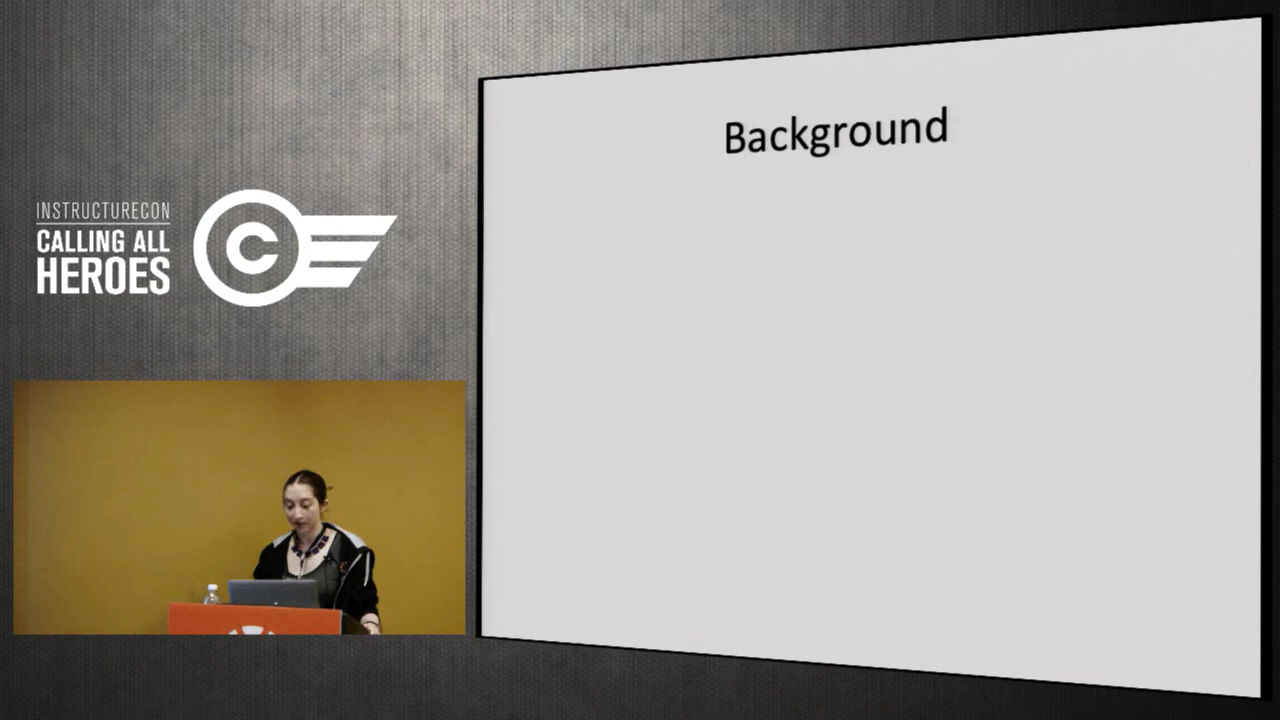 INSTRUCTURECON
CALLING ALL
HEROES
C
Background